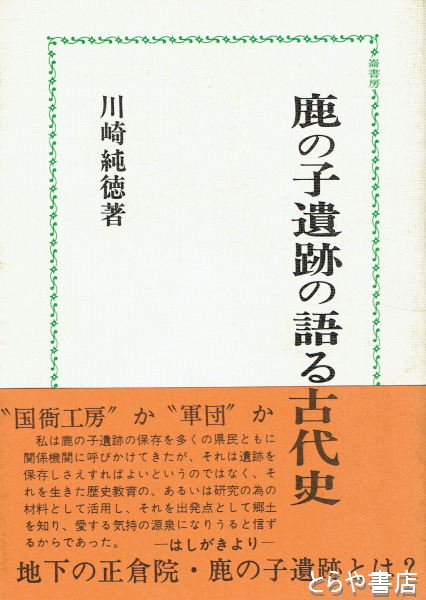 崙書房
鹿の子遺跡の語る古代史
川崎純徳著
“国衙工房”か“軍団”か
私は鹿の子遺跡の保存を多くの県民ともに
関係機関に呼びかけてきたが、それは遺跡を
保存しさえすればよいというのではなく、そ
れを生きた歴史教育の、あるいは研究の為の
材料として活用し、それを出発点として郷土
を知り、愛する気持の源泉になりうると信ず
るからであった。 ―はしがきより―
地下の正倉院・鹿の子遺跡とは?
とらや書店